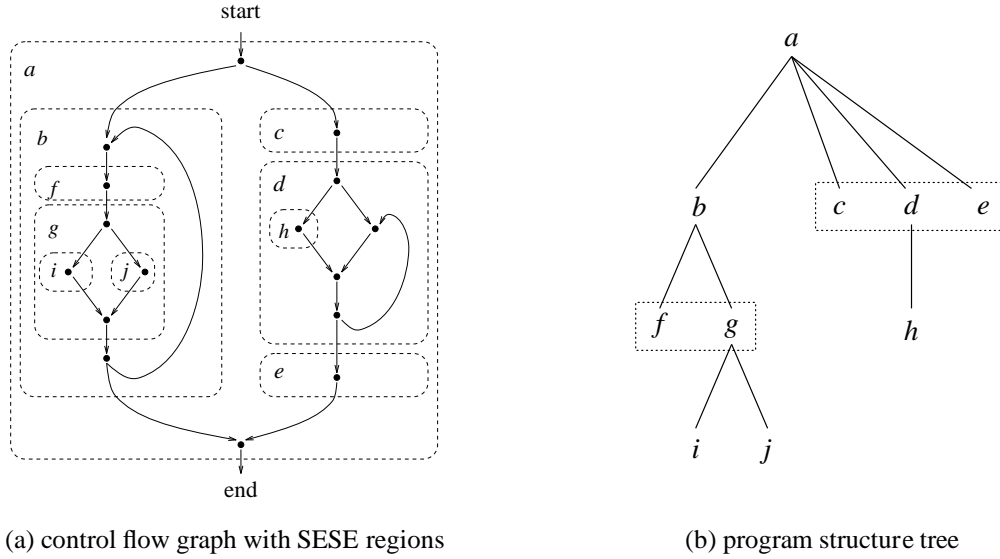 start
a
b
c
f
d
g
h
i
j
e
end
(a) control flow graph with SESE regions
a
b
c
d
e
f
g
h
i
j
(b) program structure tree